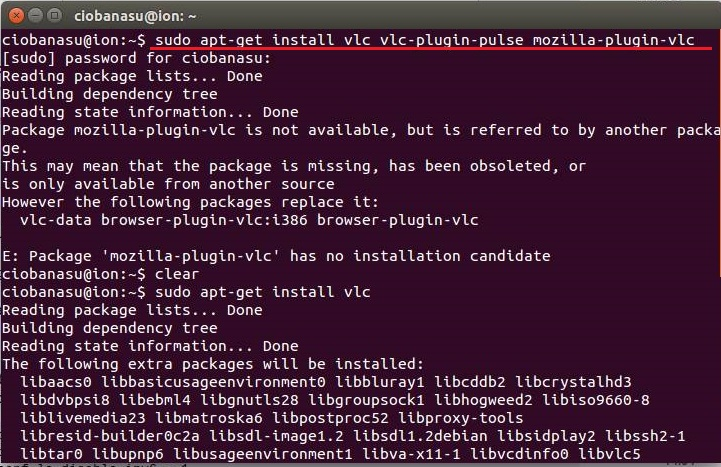 ciobanasu@ion: ~
ciobanasu@ion:~$ sudo apt-get install vlc vlc-plugin-pulse mozilla-plugin-vlc
[sudo] password for ciobanasu:
Reading package lists... Done
Building dependency tree
Reading state information... Done
Package mozilla-plugin-vlc is not available, but is referred to by another packa
ge.
This may mean that the package is missing, has been obsoleted, or
is only available from another source
However the following packages replace it:
  vlc-data browser-plugin-vlc:i386 browser-plugin-vlc
E: Package 'mozilla-plugin-vlc' has no installation candidate
ciobanasu@ion:~$ clear
ciobanasu@ion:~$ sudo apt-get install vlc
Reading package lists... Done
Building dependency tree
Reading state information... Done
The following extra packages will be installed:
  libaacs0 libbasicusageenvironment0 libbluray1 libcddb2 libcrystalhd3
  libdvbpsi8 libebml4 libgnutls28 libgroupsock1 libhogweed2 libiso9660-8
  liblivemedia23 libmatroska6 libpostproc52 libproxy-tools
  libresid-builder0c2a libsdl-image1.2 libsdl1.2debian libsidplay2 libssh2-1
  libtar0 libupnp6 libusageenvironment1 libva-x11-1 libvcdinfo0 libvlc5